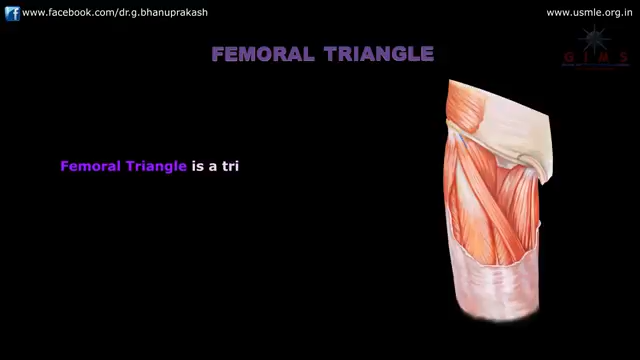 www.facebook.com/dr.g.bhanuprakash
www.usmle.org.in
FEMORAL TRIANGLE
GIMS
Femoral Triangle is a tri